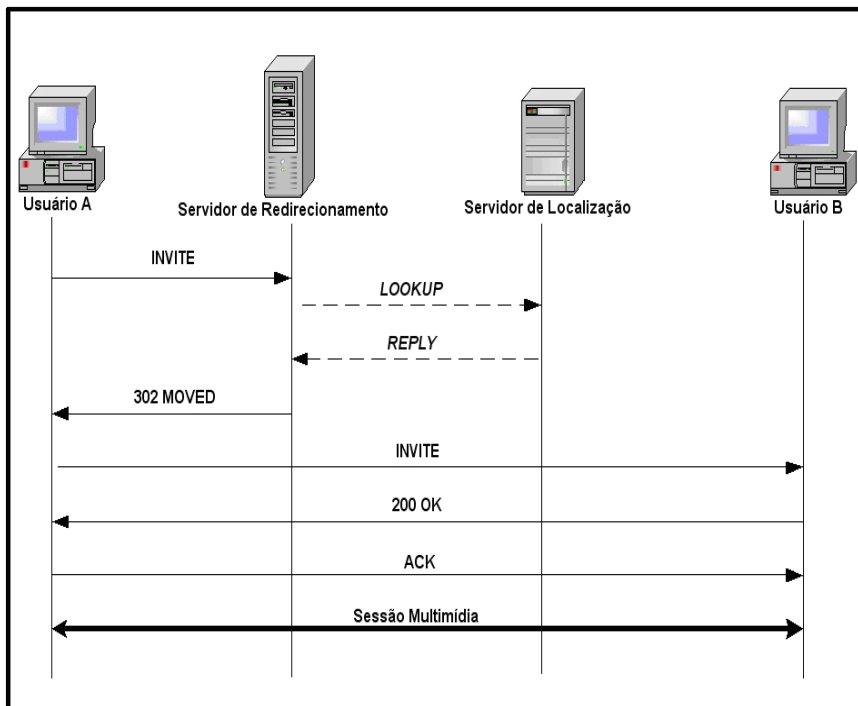 Usuário A
Servidor de Redirecionamento
Servidor de Localização
Usuário B
INVITE
LOOKUP
REPLY
302 MOVED
INVITE
200 OK
ACK
Sessão Multimídia